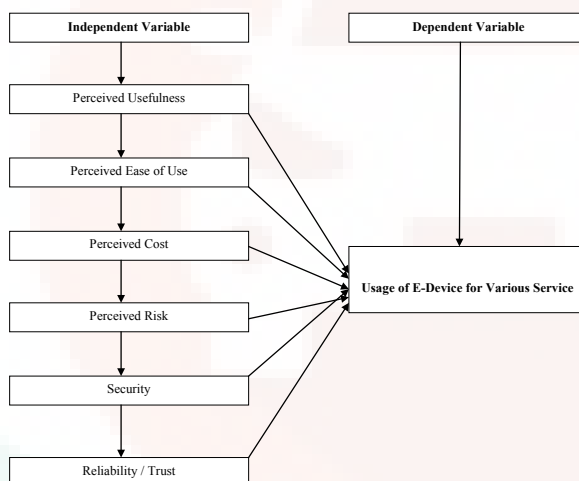 Independent Variable
Dependent Variable
Perceived Usefulness
Perceived Ease of Use
Perceived Cost
Usage of E-Device for Various Service
Perceived Risk
Security
Reliability / Trust